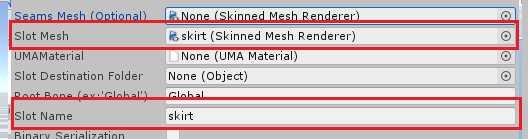 Seams Mesh (Optional) None (Skinned Mesh Renderer)
Slot Mesh skirt (Skinned Mesh Renderer)
UMAMaterial None (UMA Material)
Slot Destination Folder None (Object)
Root Bone (ex:'Global') Global
Slot Name skirt
Binary Serialization